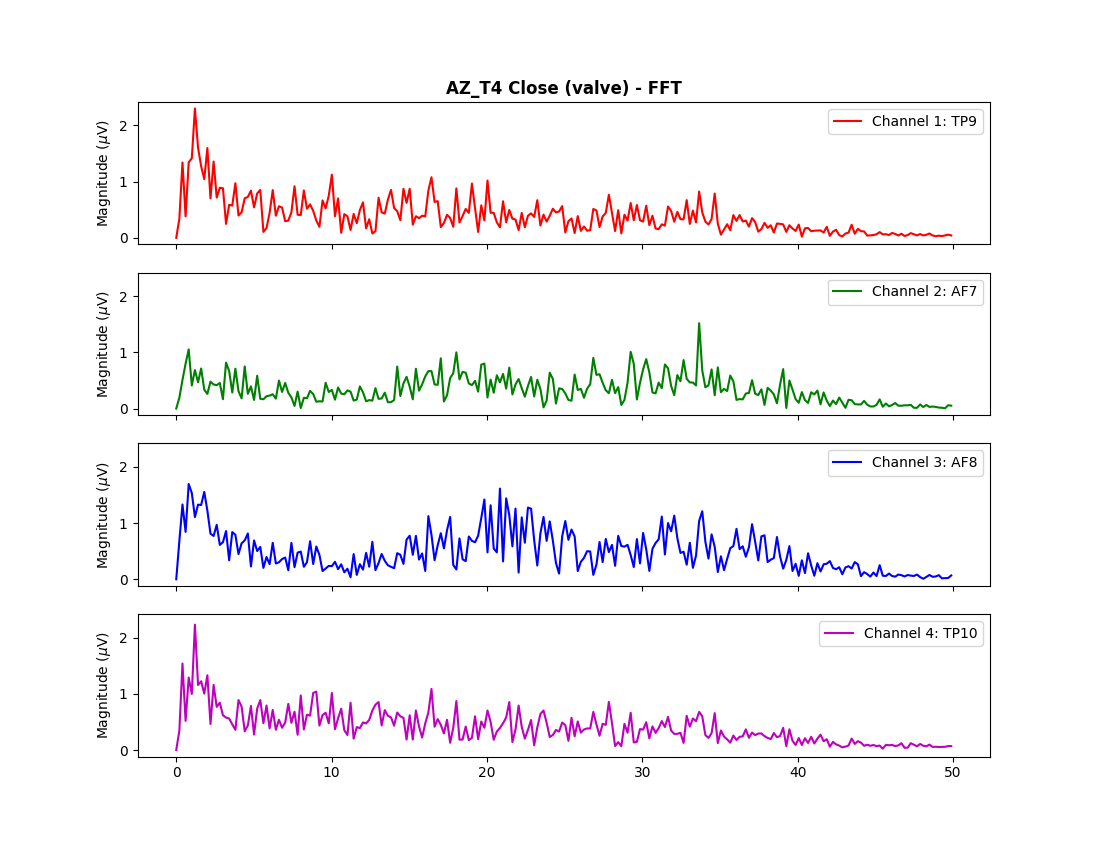 AZ_T4 Close (valve) - FFT
Magnitude (μV)
2
1
0
Channel 1: TP9
Magnitude (μV)
2
1
0
Channel 2: AF7
Magnitude (μV)
2
1
0
Channel 3: AF8
Magnitude (μV)
2
1
0
Channel 4: TP10
0 10 20 30 40 50